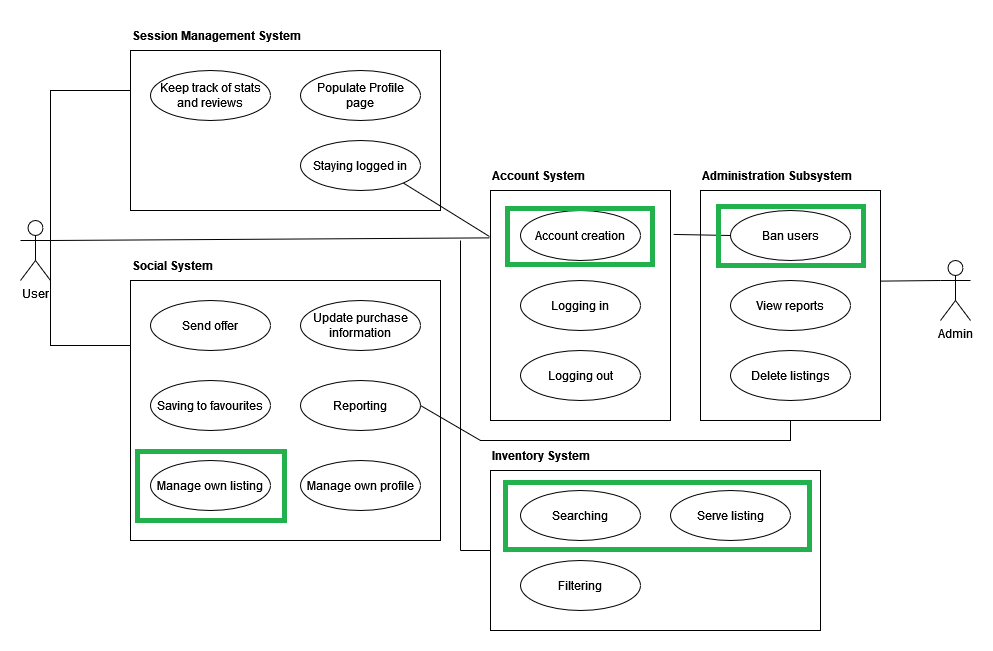 Session Management System
Keep track of stats
and reviews
Populate Profile
page
Staying logged in
User
Social System
Send offer
Update purchase
information
Saving to favourites
Reporting
Manage own listing
Manage own profile
Account System
Account creation
Logging in
Logging out
Administration Subsystem
Ban users
View reports
Delete listings
Admin
Inventory System
Searching
Serve listing
Filtering